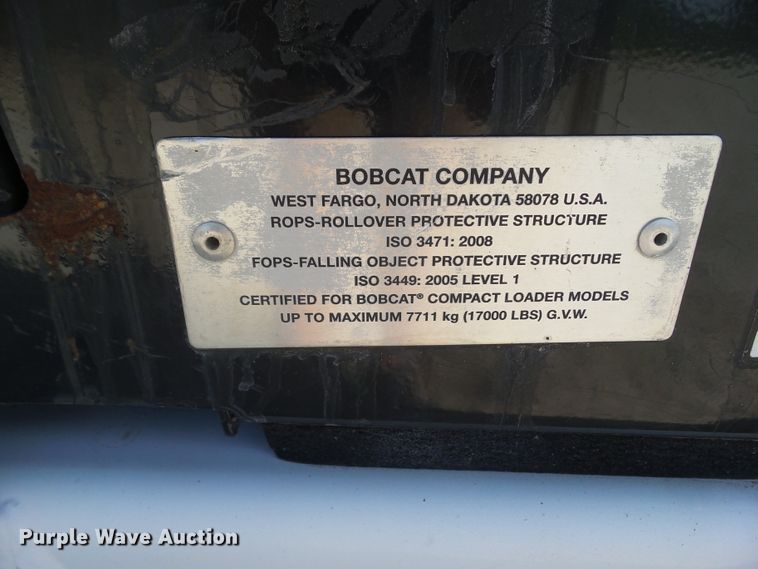 BOBCAT COMPANY
WEST FARGO, NORTH DAKOTA 58078 U.S.A.
ROPS-ROLLOVER PROTECTIVE STRUCTURE
ISO 3471: 2008
FOPS-FALLING OBJECT PROTECTIVE STRUCTURE
ISO 3449: 2005 LEVEL 1
CERTIFIED FOR BOBCAT® COMPACT LOADER MODELS
UP TO MAXIMUM 7711 kg (17000 LBS) G.V.W.
Purple Wave Auction